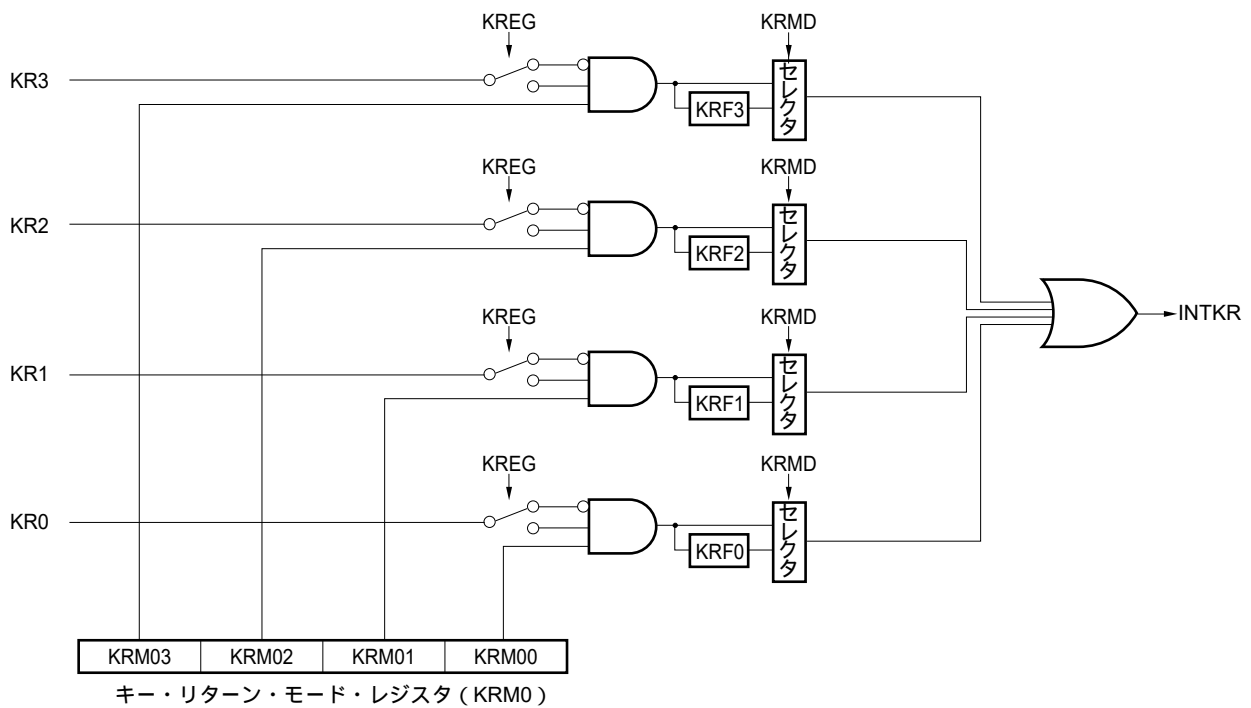 KREG
KRMD
KR3
セレクタ
KRF3
KREG
KRMD
KR2
セレクタ
KRF2
KREG
KRMD
KR1
セレクタ
KRF1
INTKR
KREG
KRMD
KR0
セレクタ
KRF0
KRM03 KRM02 KRM01 KRM00
キー・リターン・モード・レジスタ（KRM0）